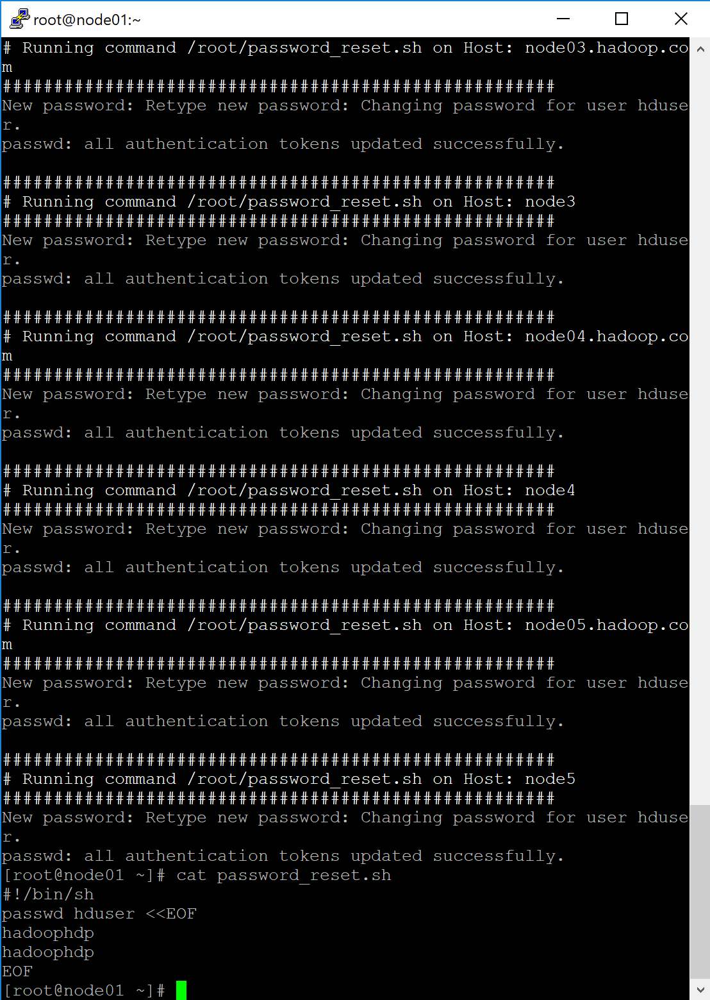 root@node01:~
# Running command /root/password_reset.sh on Host: node03.hadoop.co
m
######################################################
New password: Retype new password: Changing password for user hduse
r.
passwd: all authentication tokens updated successfully.
######################################################
# Running command /root/password_reset.sh on Host: node3
######################################################
New password: Retype new password: Changing password for user hduse
r.
passwd: all authentication tokens updated successfully.
######################################################
# Running command /root/password_reset.sh on Host: node04.hadoop.co
m
######################################################
New password: Retype new password: Changing password for user hduse
r.
passwd: all authentication tokens updated successfully.
######################################################
# Running command /root/password_reset.sh on Host: node4
######################################################
New password: Retype new password: Changing password for user hduse
r.
passwd: all authentication tokens updated successfully.
######################################################
# Running command /root/password_reset.sh on Host: node05.hadoop.co
m
######################################################
New password: Retype new password: Changing password for user hduse
r.
passwd: all authentication tokens updated successfully.
######################################################
# Running command /root/password_reset.sh on Host: node5
######################################################
New password: Retype new password: Changing password for user hduse
r.
passwd: all authentication tokens updated successfully.
[root@node01 ~]# cat password_reset.sh
#!/bin/sh
passwd hduser <<EOF
hadoophdp
hadoophdp
EOF
[root@node01 ~]#